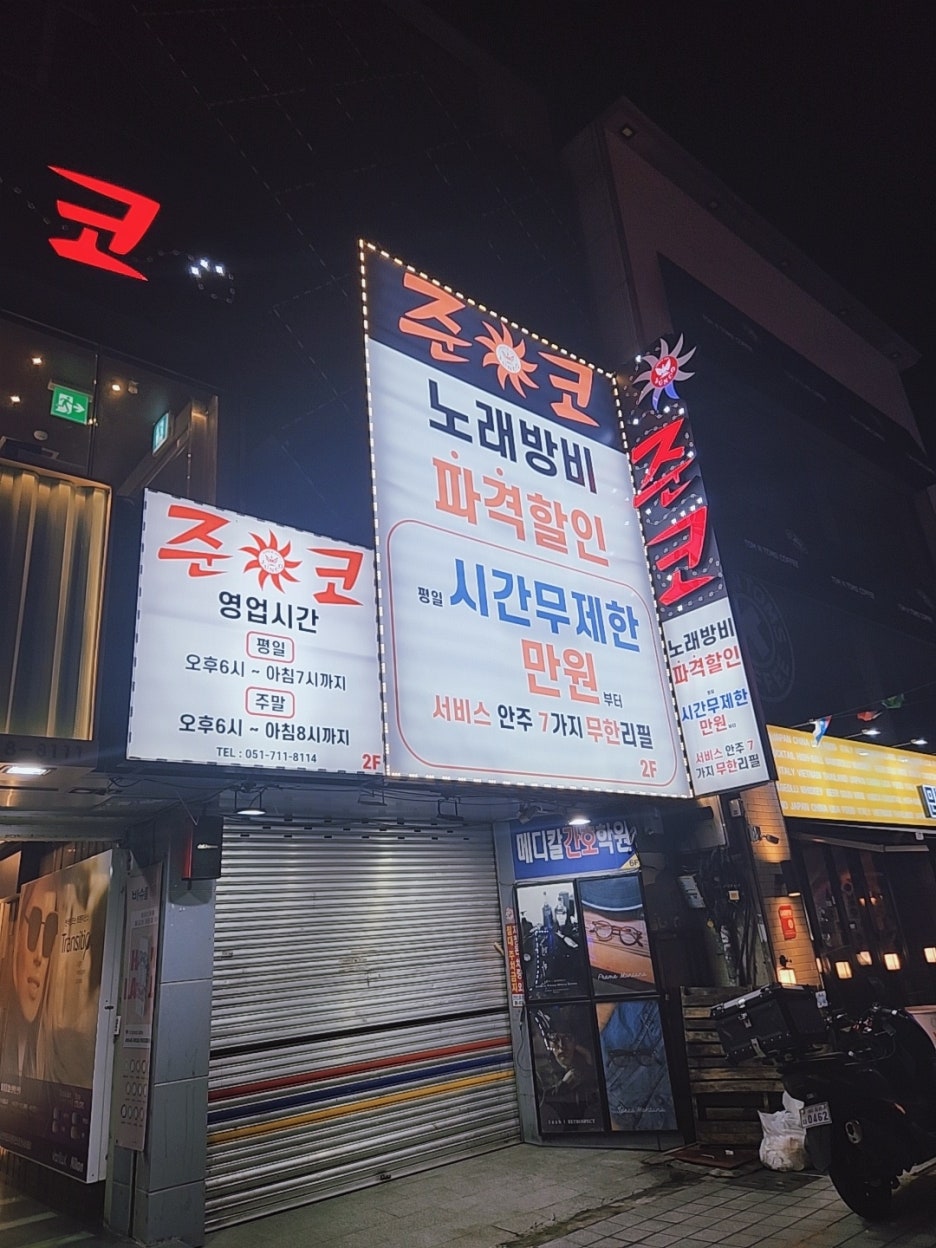 코
준코
노래방비
파격할인
평일 시간무제한
만원부터
서비스 안주 7가지 무한리필
2F
준코
영업시간
평일
오후6시 ~ 아침7시까지
주말
오후6시 ~ 아침8시까지
TEL : 051-711-8114
2F
준코
노래방비
파격할인
시간무제한
만원
서비스 안주 7
가지 무한리필
메디칼간호학원
6F
Transitions